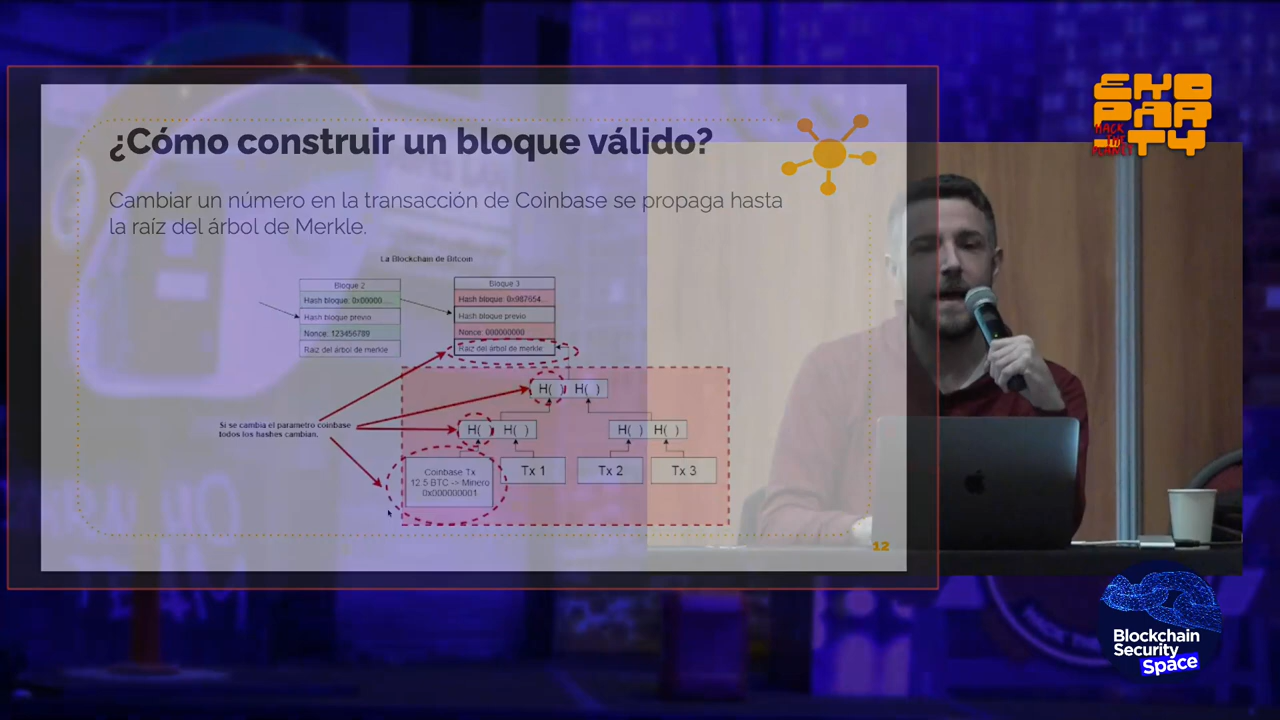 ¿Cómo construir un bloque válido?
Cambiar un número en la transacción de Coinbase se propaga hasta
la raíz del árbol de Merkle.
La Blockchain de Bitcoin
Bloque 2
Hash bloque: 0x00000....
Hash bloque previo
Nonce: 123456789
Raíz del árbol de merkle
Bloque 3
Hash bloque: 0x987654..
Hash bloque previo
Nonce: 000000000
Raíz del árbol de merkle
H( ) H( )
H( ) H( )
H( ) H( )
Si se cambia el parametro coinbase
todos los hashes cambian.
Coinbase Tx
12.5 BTC -> Minero
0x000000001
Tx 1
Tx 2
Tx 3
12
EKO
PAR
TY
HACK
THE
PLANET
Blockchain
Security
Space